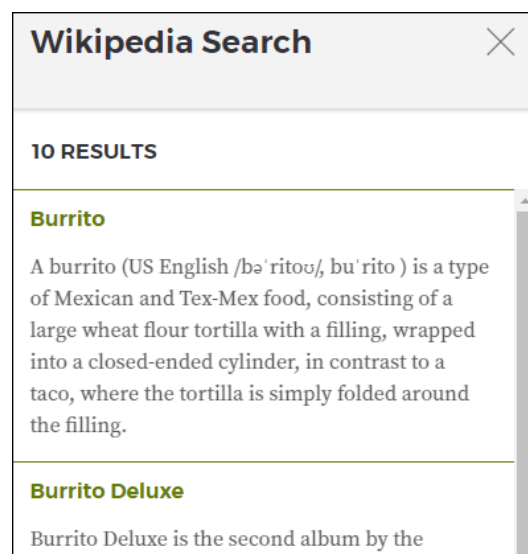 Wikipedia Search
10 RESULTS
Burrito
A burrito (US English /bəˈritoʊ/, buˈrito ) is a type
of Mexican and Tex-Mex food, consisting of a
large wheat flour tortilla with a filling, wrapped
into a closed-ended cylinder, in contrast to a
taco, where the tortilla is simply folded around
the filling.
Burrito Deluxe
Burrito Deluxe is the second album by the